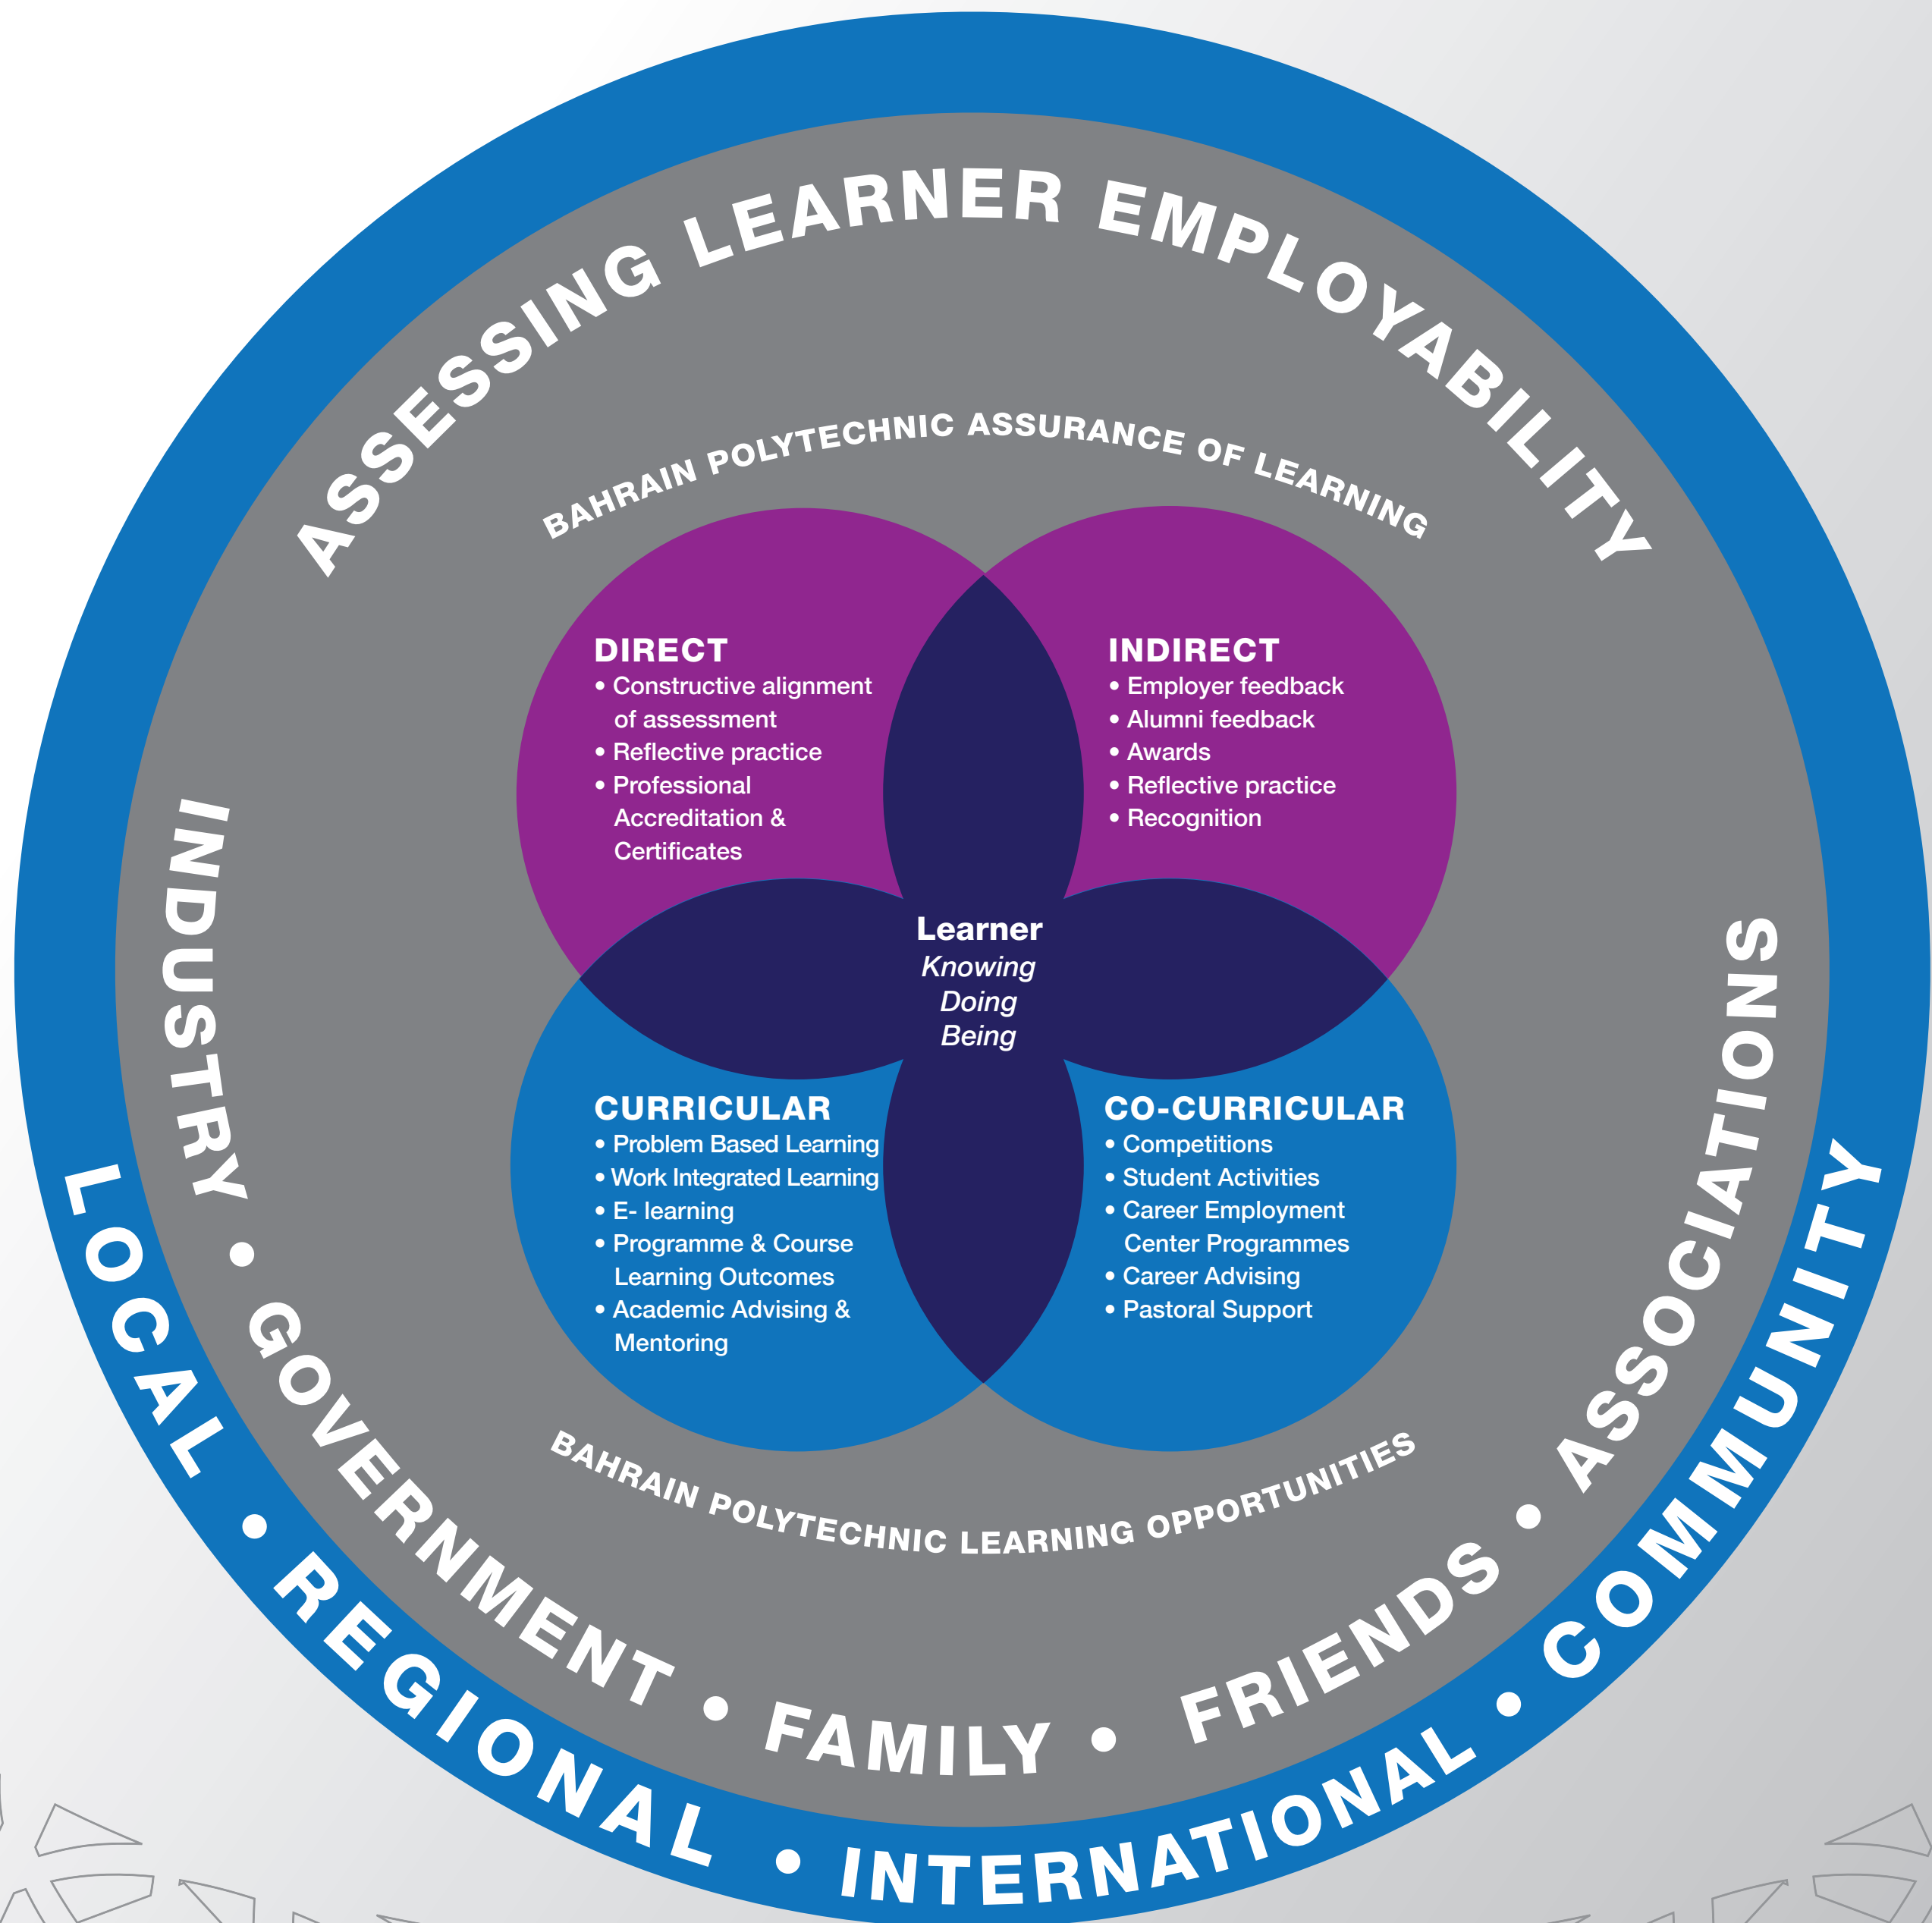 ASSESSING LEARNER EMPLOYABILITY
BAHRAIN POLYTECHNIC ASSURANCE OF LEARNING
DIRECT
• Constructive alignment
of assessment
• Reflective practice
• Professional
Accreditation &
Certificates
INDIRECT
• Employer feedback
• Alumni feedback
• Awards
• Reflective practice
• Recognition
Learner
Knowing
Doing
Being
CURRICULAR
• Problem Based Learning
• Work Integrated Learning
• E- learning
• Programme & Course
Learning Outcomes
• Academic Advising &
Mentoring
CO-CURRICULAR
• Competitions
• Student Activities
• Career Employment
Center Programmes
• Career Advising
• Pastoral Support
BAHRAIN POLYTECHNIC LEARNING OPPORTUNITIES
INDUSTRY • GOVERNMENT • FAMILY • FRIENDS • ASSOCIATIONS
LOCAL • REGIONAL • INTERNATIONAL • COMMUNITY